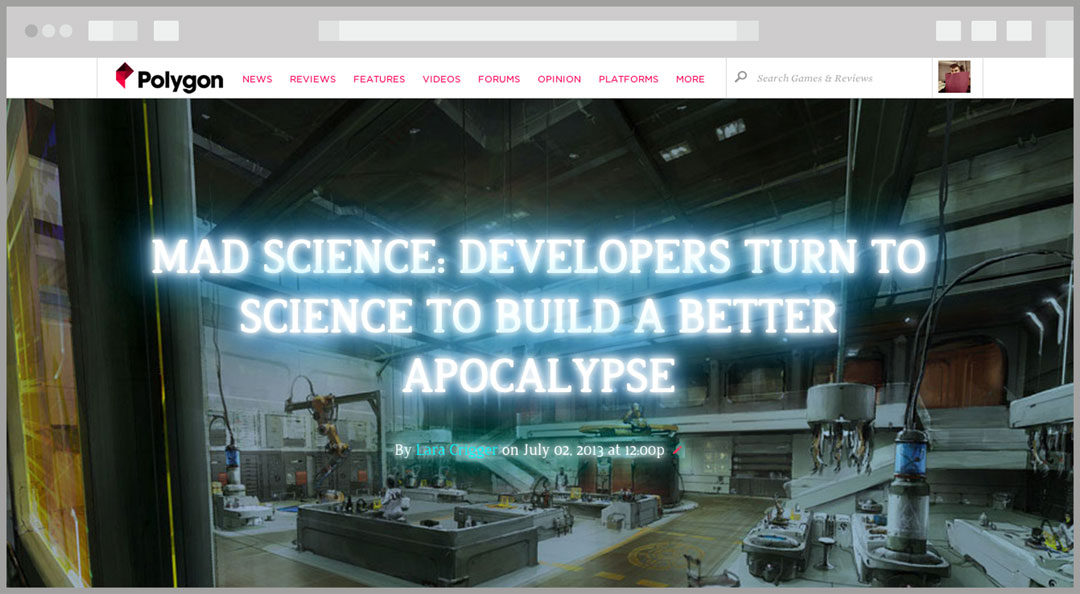 Polygon
NEWS REVIEWS FEATURES VIDEOS FORUMS OPINION PLATFORMS MORE
Search Games & Reviews
MAD SCIENCE: DEVELOPERS TURN TO
SCIENCE TO BUILD A BETTER
APOCALYPSE
By Lara Crigger on July 02, 2013 at 12:00p